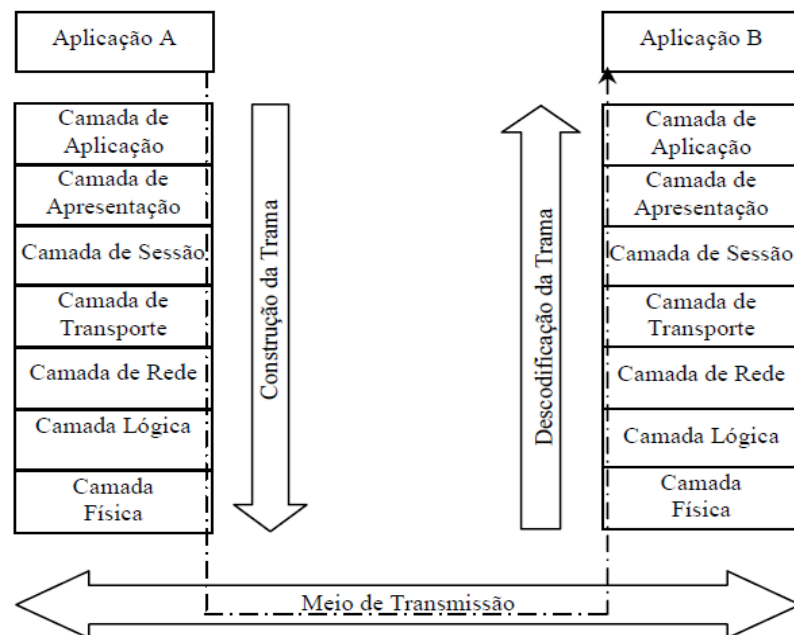 Aplicação A
Camada de
Aplicação
Camada de
Apresentação
Camada de Sessão
Camada de
Transporte
Camada de Rede
Camada Lógica
Camada
Física
Construção da Trama
Descodificação da Trama
Aplicação B
Camada de
Aplicação
Camada de
Apresentação
Camada de Sessão
Camada de
Transporte
Camada de Rede
Camada Lógica
Camada
Física
Meio de Transmissão